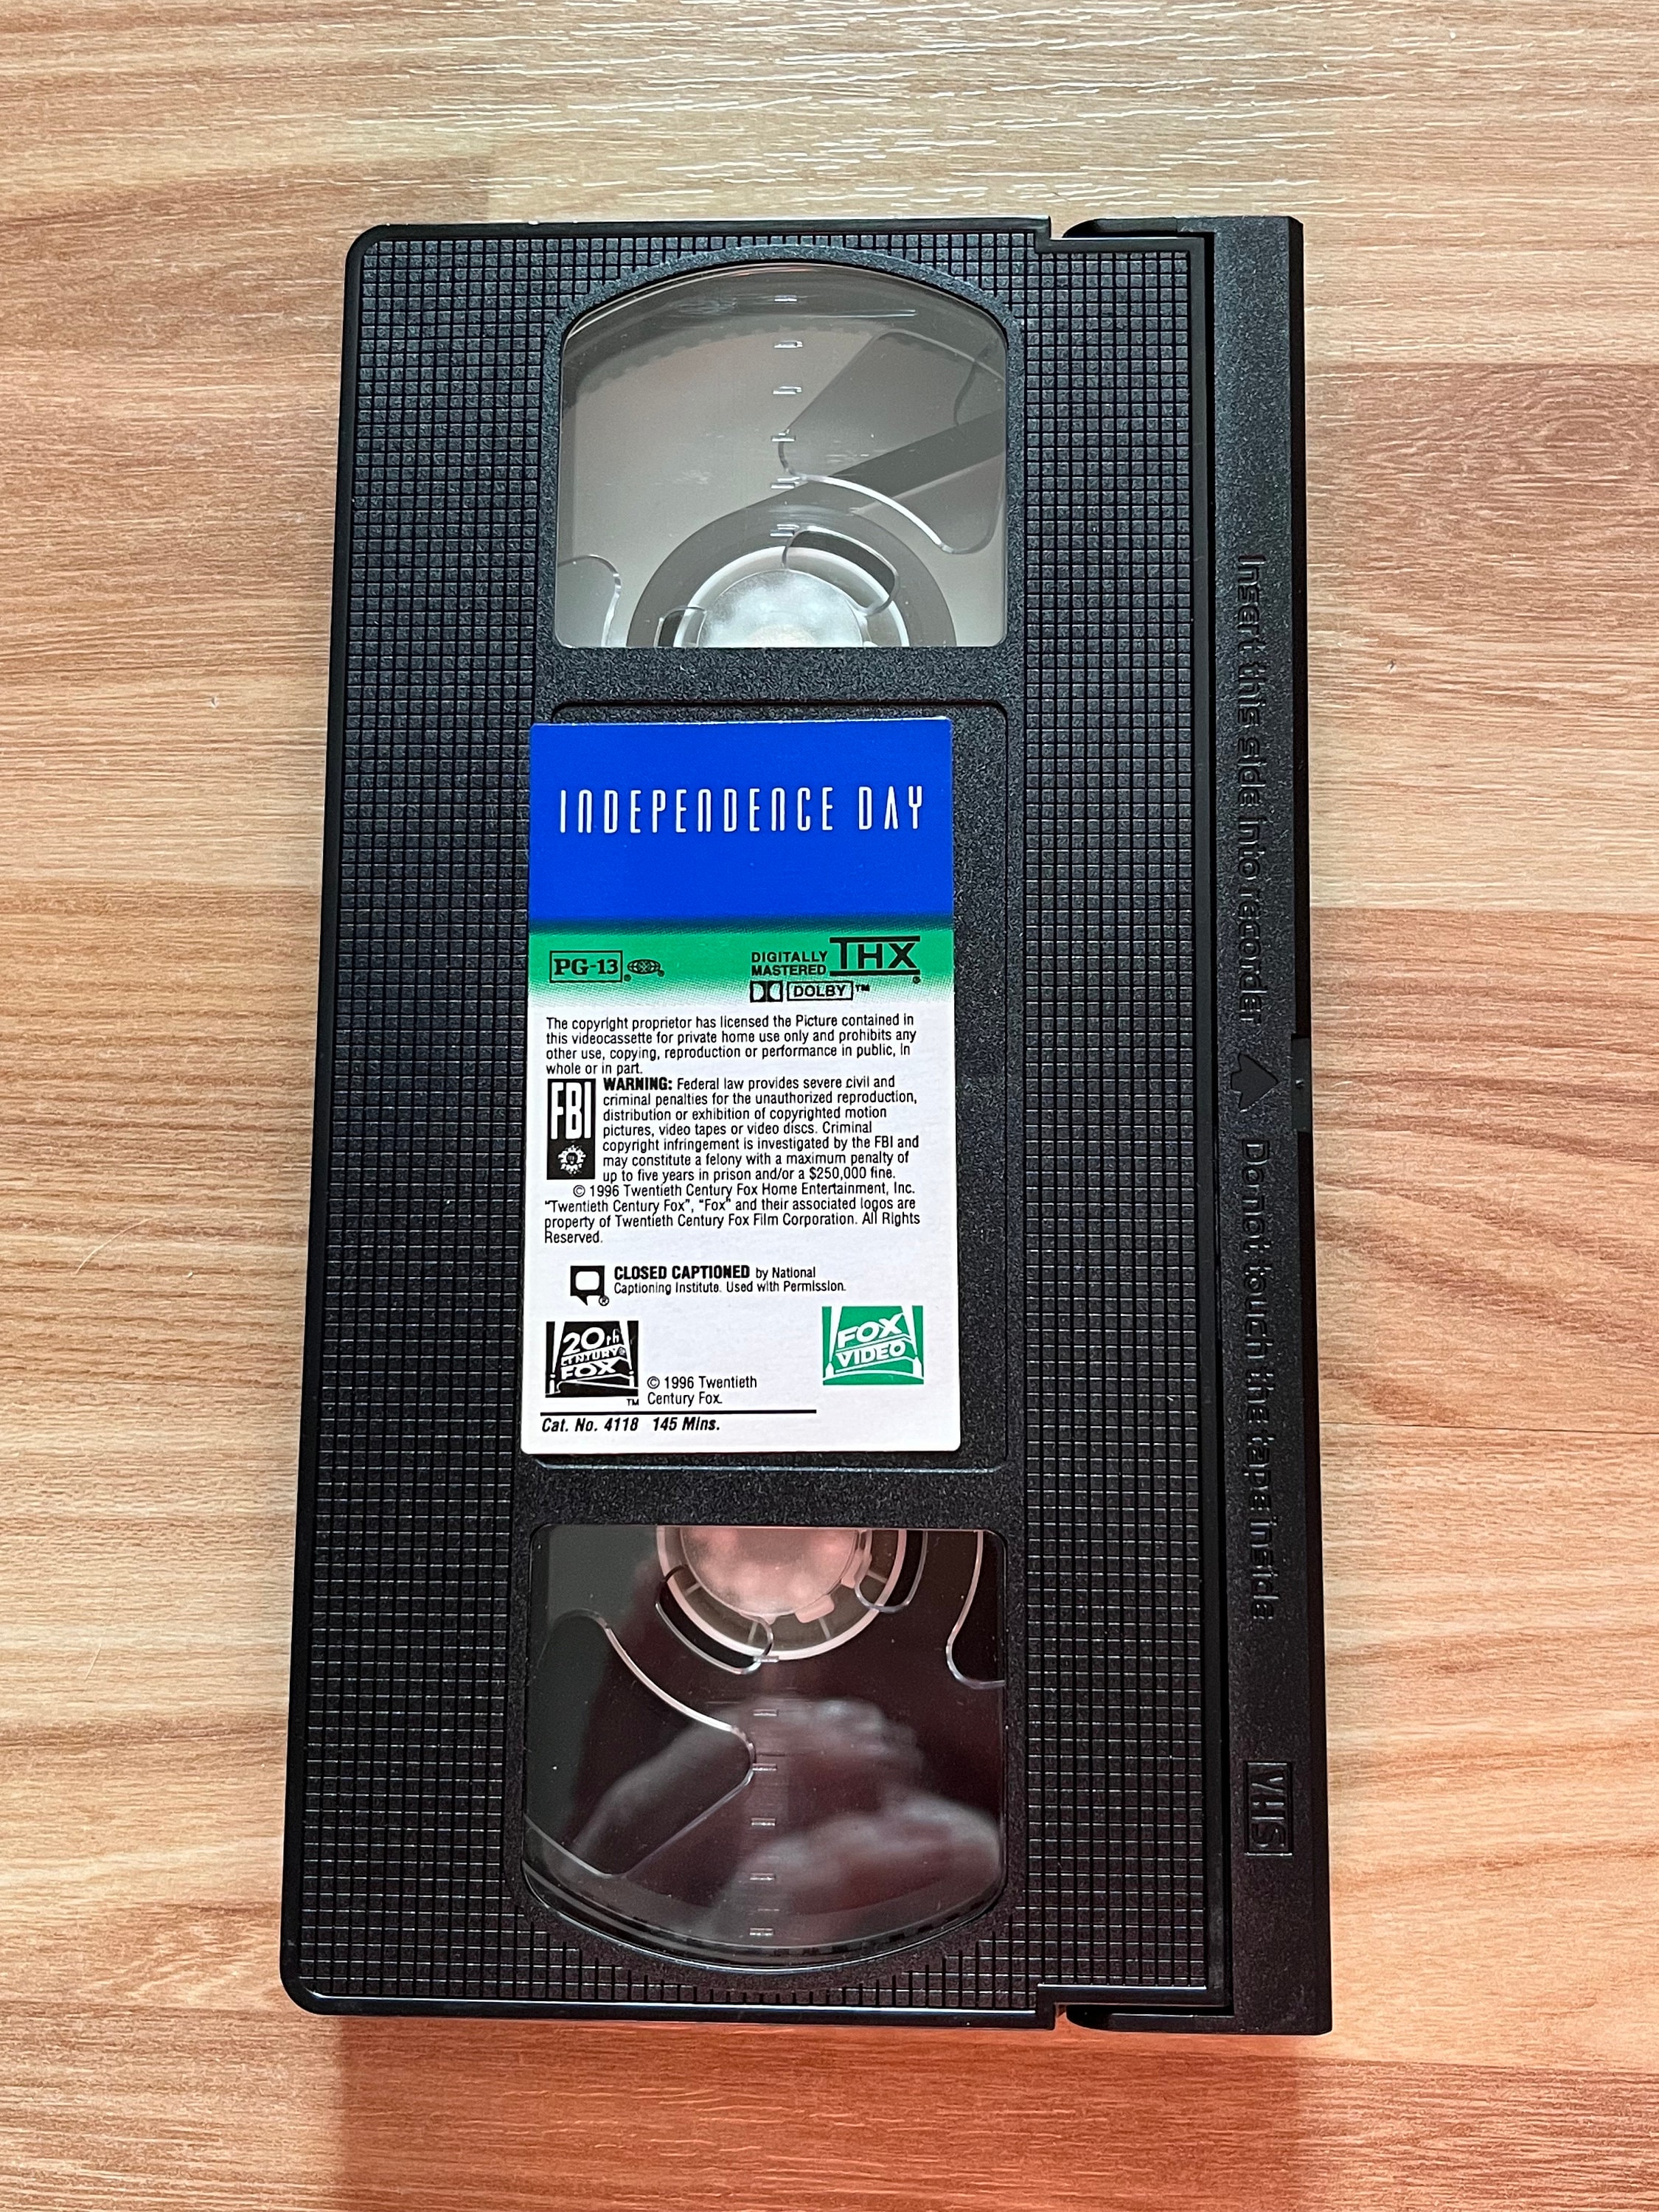 INDEPENDENCE DAY
PG-13 ®
DIGITALLY
MASTERED THX ®
DOLBY ™
The copyright proprietor has licensed the Picture contained in
this videocassette for private home use only and prohibits any
other use, copying, reproduction or performance in public, in
whole or in part.
FBI
WARNING: Federal law provides severe civil and
criminal penalties for the unauthorized reproduction,
distribution or exhibition of copyrighted motion
pictures, video tapes or video discs. Criminal
copyright infringement is investigated by the FBI and
may constitute a felony with a maximum penalty of
up to five years in prison and/or a $250,000 fine.
© 1996 Twentieth Century Fox Home Entertainment, Inc.
"Twentieth Century Fox", "Fox" and their associated logos are
property of Twentieth Century Fox Film Corporation. All Rights
Reserved.
CLOSED CAPTIONED by National
® Captioning Institute. Used with Permission.
20th
CENTURY
FOX
™
© 1996 Twentieth
Century Fox.
FOX
VIDEO
Cat. No. 4118 145 Mins.
Insert this side into recorder
Do not touch the tape inside
VHS